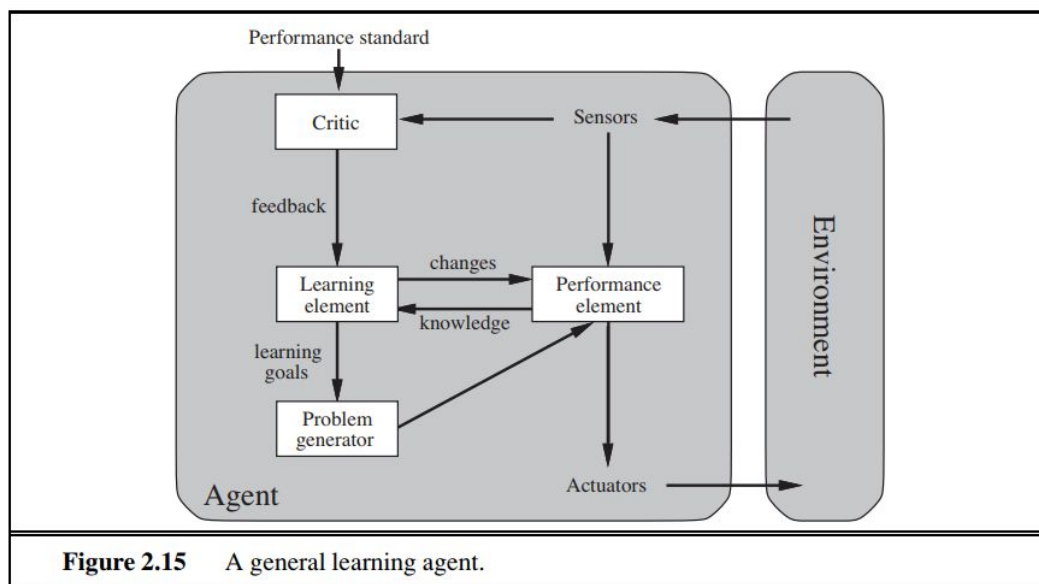 Performance standard
Critic
Sensors
feedback
changes
Learning
element
Performance
element
knowledge
learning
goals
Problem
generator
Agent
Actuators
Environment
Figure 2.15 A general learning agent.